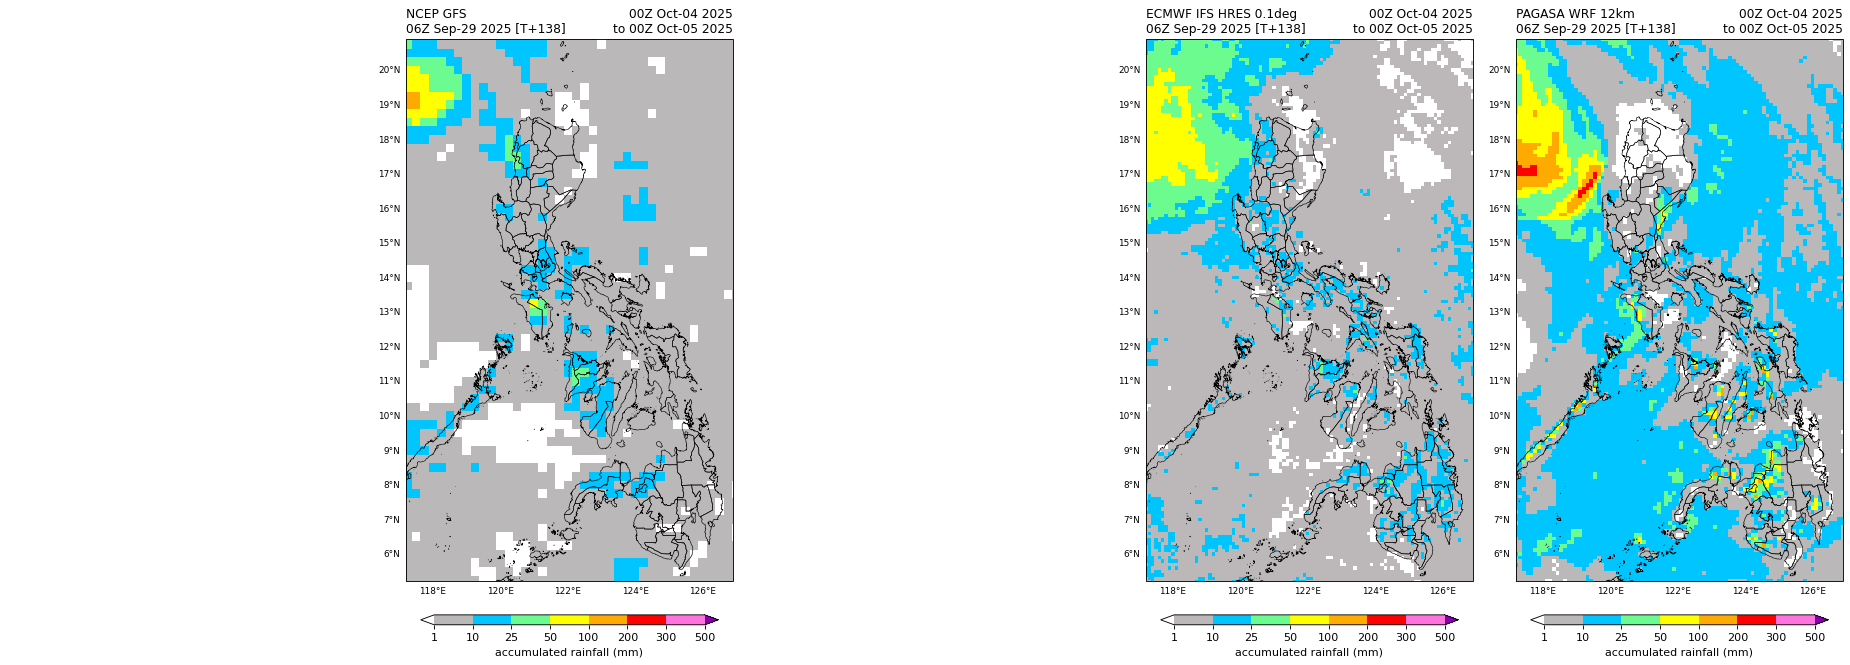 NCEP GFS 00Z Oct-04 2025
06Z Sep-29 2025 [T+138] to 00Z Oct-05 2025
20°N
19°N
18°N
17°N
16°N
15°N
14°N
13°N
12°N
11°N
10°N
9°N
8°N
7°N
6°N
118°E 120°E 122°E 124°E 126°E
1 10 25 50 100 200 300 500
accumulated rainfall (mm)
ECMWF IFS HRES 0.1deg 00Z Oct-04 2025
06Z Sep-29 2025 [T+138] to 00Z Oct-05 2025
20°N
19°N
18°N
17°N
16°N
15°N
14°N
13°N
12°N
11°N
10°N
9°N
8°N
7°N
6°N
118°E 120°E 122°E 124°E 126°E
1 10 25 50 100 200 300 500
accumulated rainfall (mm)
PAGASA WRF 12km 00Z Oct-04 2025
06Z Sep-29 2025 [T+138] to 00Z Oct-05 2025
20°N
19°N
18°N
17°N
16°N
15°N
14°N
13°N
12°N
11°N
10°N
9°N
8°N
7°N
6°N
118°E 120°E 122°E 124°E 126°E
1 10 25 50 100 200 300 500
accumulated rainfall (mm)